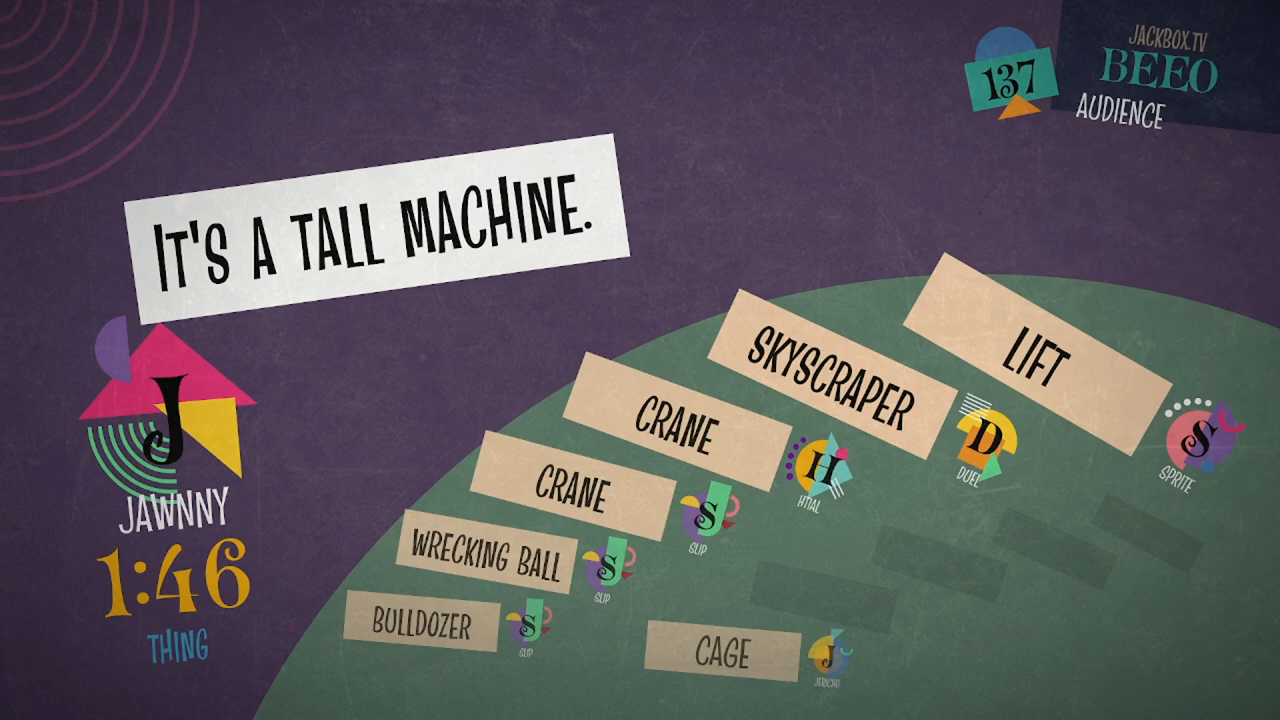 JACKBOX.TV
BEEO
137
AUDIENCE
IT'S A TALL MACHINE.
J
JAWNNY
1:46
THING
LIFT
S
SPRITE
SKYSCRAPER
D
DUEL
CRANE
H
HTIAL
CRANE
S
SLIP
WRECKING BALL
S
SLIP
BULLDOZER
S
SLIP
CAGE
J
JERICHO